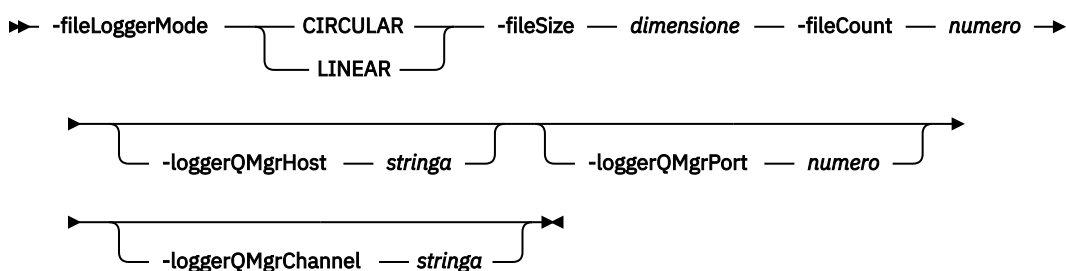 -fileLoggerMode CIRCULAR -fileSize dimensione -fileCount numero
LINEAR
-loggerQMgrHost stringa -loggerQMgrPort numero
-loggerQMgrChannel stringa